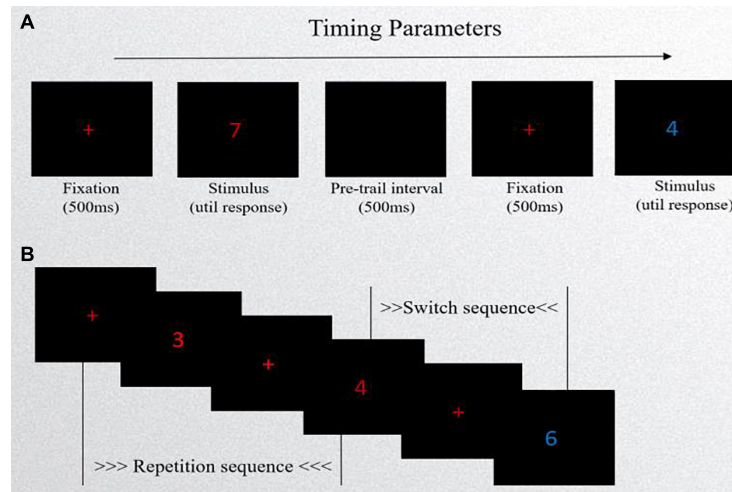 A
Timing Parameters
+
7
+
4
Fixation
(500ms)
Stimulus
(util response)
Pre-trail interval
(500ms)
Fixation
(500ms)
Stimulus
(util response)
B
+
3
+
4
+
6
>>Switch sequence<<
>>> Repetition sequence <<<